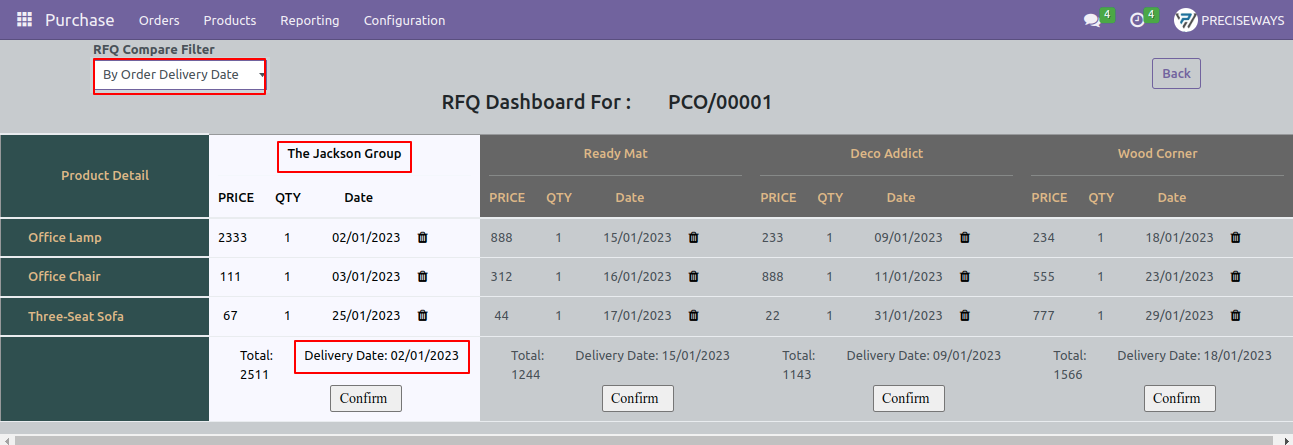 Purchase Orders Products Reporting Configuration 4 4 PRECISEWAYS
RFQ Compare Filter
By Order Delivery Date Back
RFQ Dashboard For : PCO/00001
Product Detail The Jackson Group Ready Mat Deco Addict Wood Corner
PRICE QTY Date PRICE QTY Date PRICE QTY Date PRICE QTY Date
Office Lamp 2333 1 02/01/2023 888 1 15/01/2023 233 1 09/01/2023 234 1 18/01/2023
Office Chair 111 1 03/01/2023 312 1 16/01/2023 888 1 11/01/2023 555 1 23/01/2023
Three-Seat Sofa 67 1 25/01/2023 44 1 17/01/2023 22 1 31/01/2023 777 1 29/01/2023
Total: Delivery Date: 02/01/2023 Total: Delivery Date: 15/01/2023 Total: Delivery Date: 09/01/2023 Total: Delivery Date: 18/01/2023
2511 1244 1143 1566
Confirm Confirm Confirm Confirm